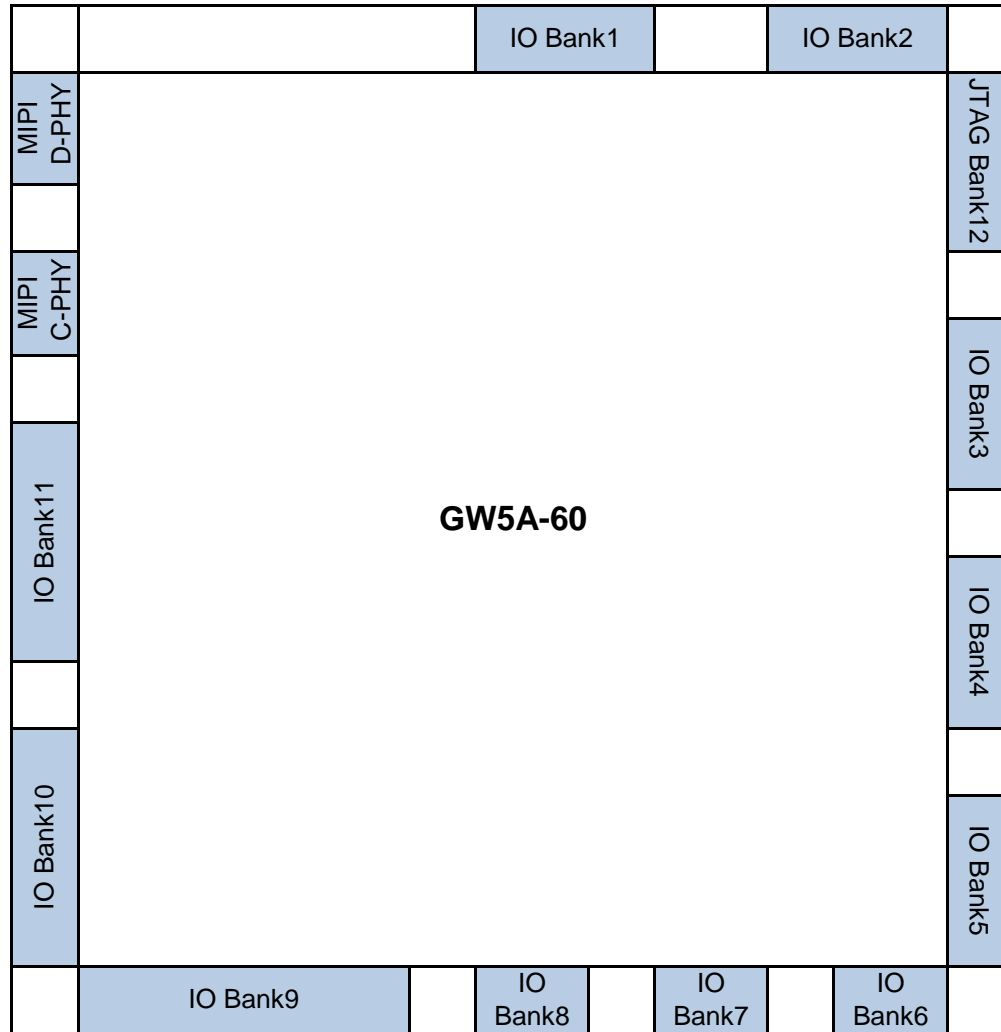 IO Bank1
IO Bank2
MIPI
D-PHY
JTAG Bank12
MIPI
C-PHY
IO Bank3
IO Bank11
GW5A-60
IO Bank4
IO Bank10
IO Bank5
IO Bank9
IO
Bank8
IO
Bank7
IO
Bank6